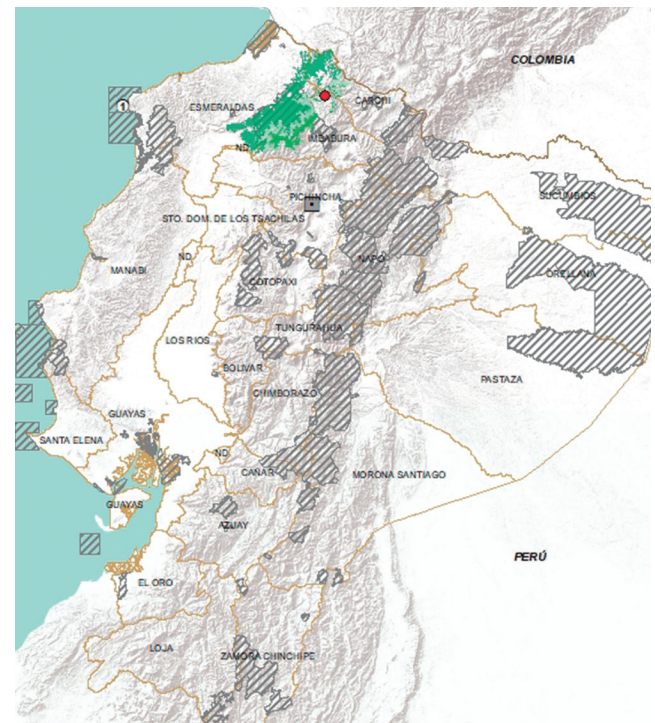 COLOMBIA
1
ESMERALDAS
CARCHI
IMBABURA
ND
PICHINCHA
SUCUMBIOS
STO. DOM. DE LOS TSACHILAS
ND
NAPO
MANABI
ORELLANA
COTOPAXI
TUNGURAHUA
LOS RIOS
BOLIVAR
PASTAZA
CHIMBORAZO
GUAYAS
SANTA ELENA
ND
CAÑAR
MORONA SANTIAGO
GUAYAS
AZUAY
PERÚ
EL ORO
LOJA
ZAMORA CHINCHIPE